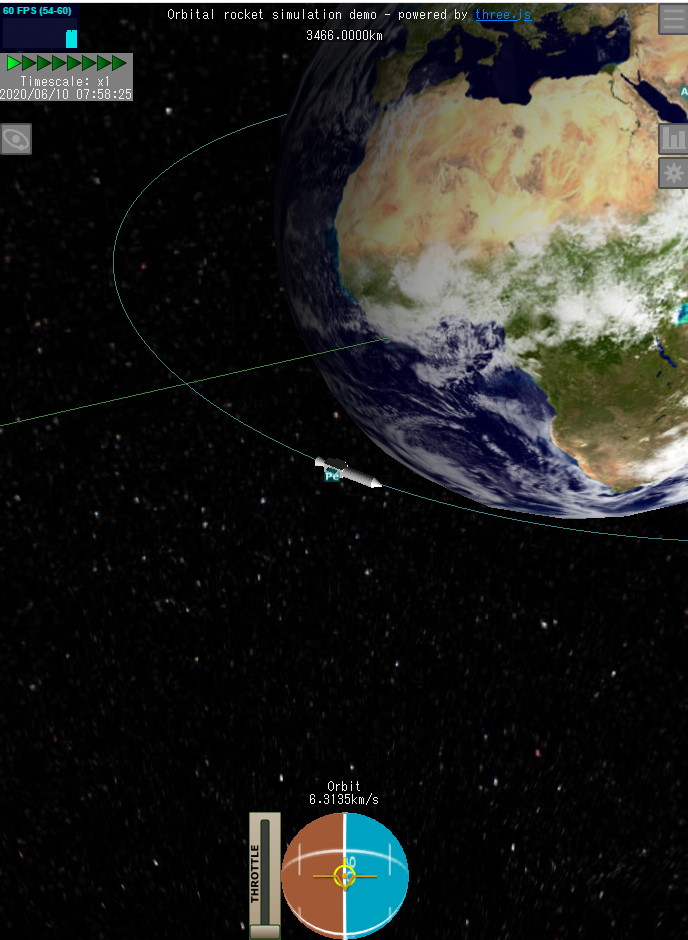 60 FPS (54-60)
Orbital rocket simulation demo - powered by three.js
3466.0000km
Timescale: x1
2020/06/10 07:58:25
A
Pe
Orbit
6.3135km/s
THROTTLE